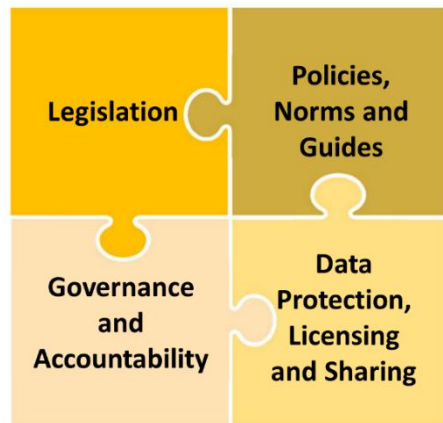 Legislation
Policies,
Norms and
Guides
Governance
and
Accountability
Data
Protection,
Licensing
and Sharing